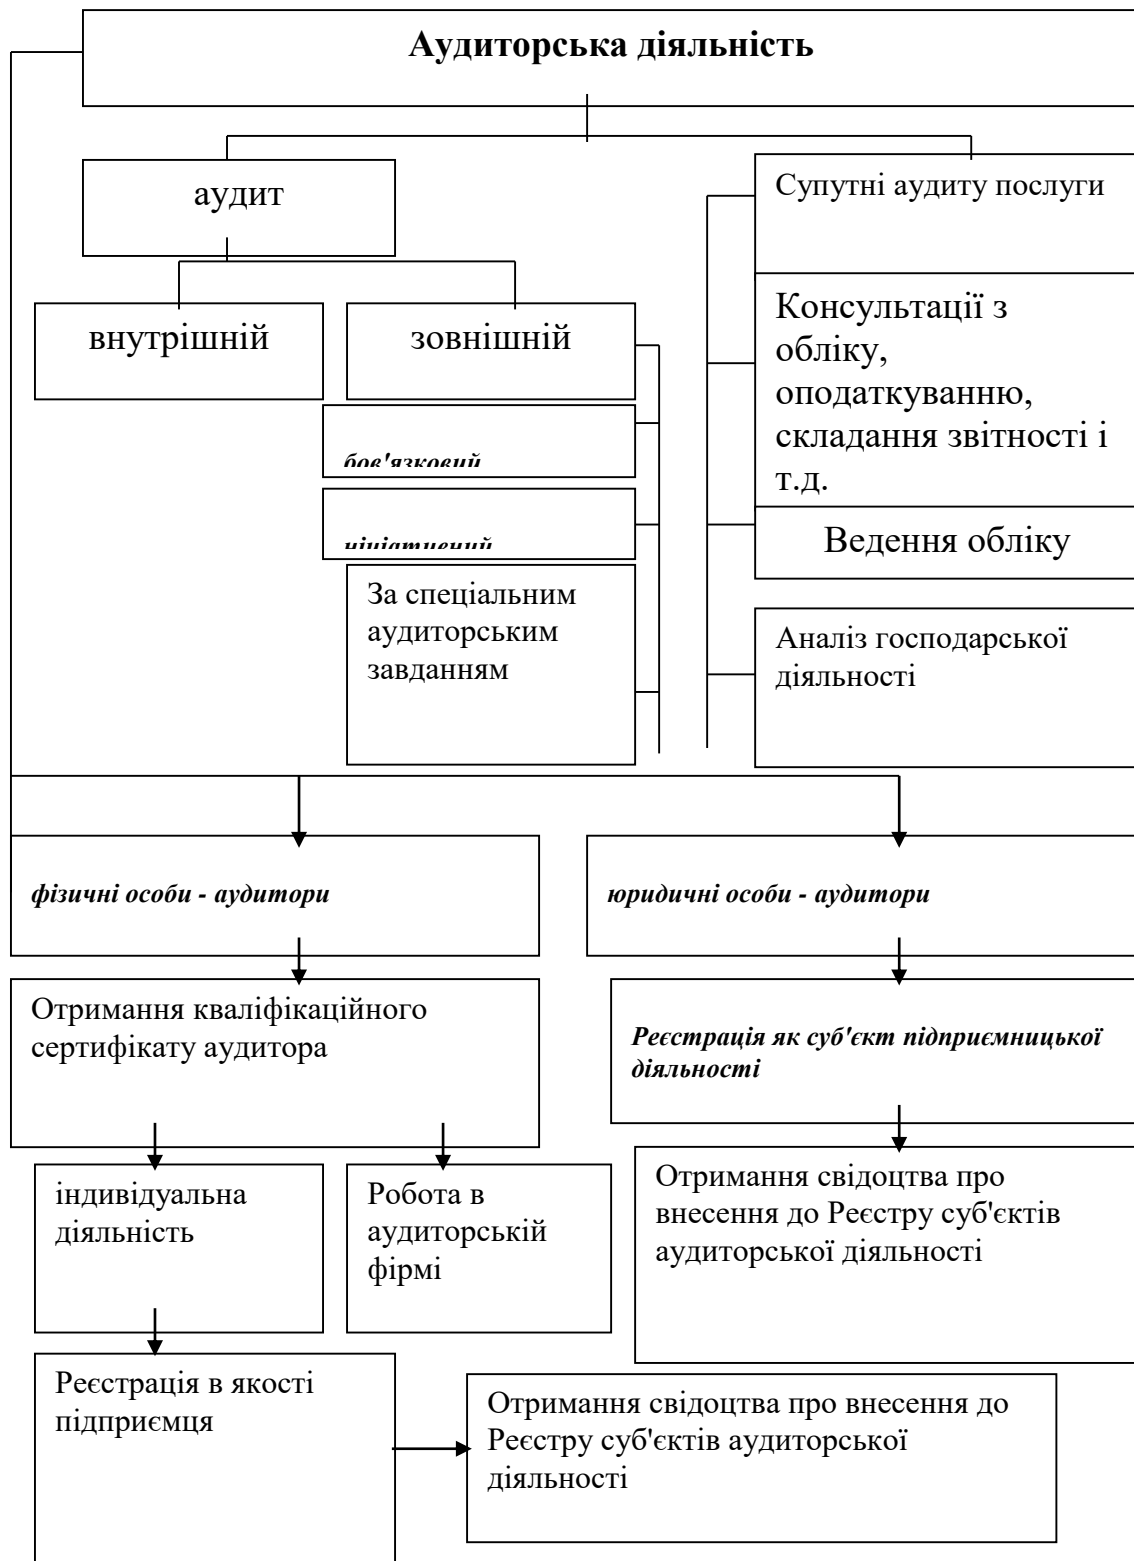 Аудиторська діяльність
аудит
Супутні аудиту послуги
внутрішній
зовнішній
Консультації з
обліку,
оподаткуванню,
складання звітності і
т.д.
бов'язковий
Ведення обліку
За спеціальним
аудиторським
завданням
Аналіз господарської
діяльності
фізичні особи - аудитори
юридичні особи - аудитори
Отримання кваліфікаційного
сертифікату аудитора
Реєстрація як суб'єкт підприємницької
діяльності
індивідуальна
діяльність
Робота в
аудиторській
фірмі
Отримання свідоцтва про
внесення до Реєстру суб'єктів
аудиторської діяльності
Реєстрація в якості
підприємця
Отримання свідоцтва про внесення до
Реєстру суб'єктів аудиторської
діяльності